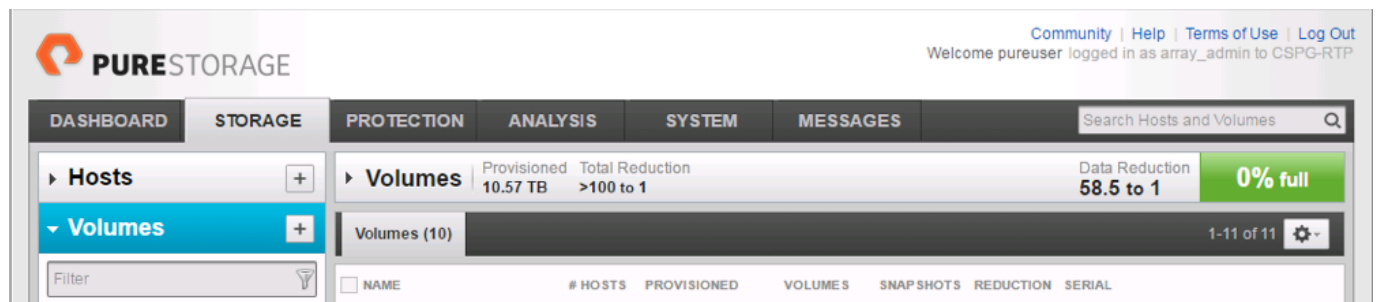 Community | Help | Terms of Use | Log Out
Welcome pureuser logged in as array_admin to CSPG-RTP
PURESTORAGE
DASHBOARD STORAGE PROTECTION ANALYSIS SYSTEM MESSAGES Search Hosts and Volumes
Hosts +
Volumes Provisioned Total Reduction Data Reduction
10.57 TB >100 to 1 58.5 to 1 0% full
Volumes +
Volumes (10) 1-11 of 11
Filter
NAME # HOSTS PROVISIONED VOLUMES SNAPSHOTS REDUCTION SERIAL